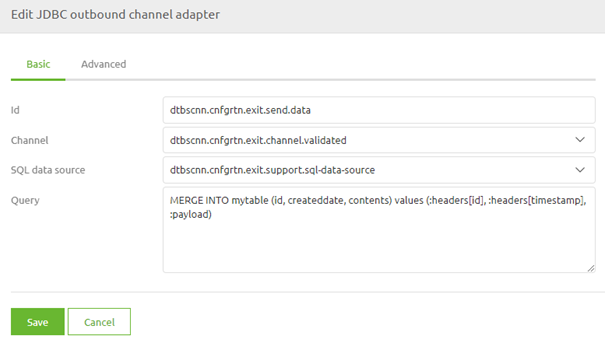 Edit JDBC outbound channel adapter
Basic Advanced
Id dtbscnn.cnfgrtn.exit.send.data
Channel dtbscnn.cnfgrtn.exit.channel.validated
SQL data source dtbscnn.cnfgrtn.exit.support.sql-data-source
Query MERGE INTO mytable (id, createddate, contents) values (:headers[id], :headers[timestamp],
:payload)
Save Cancel